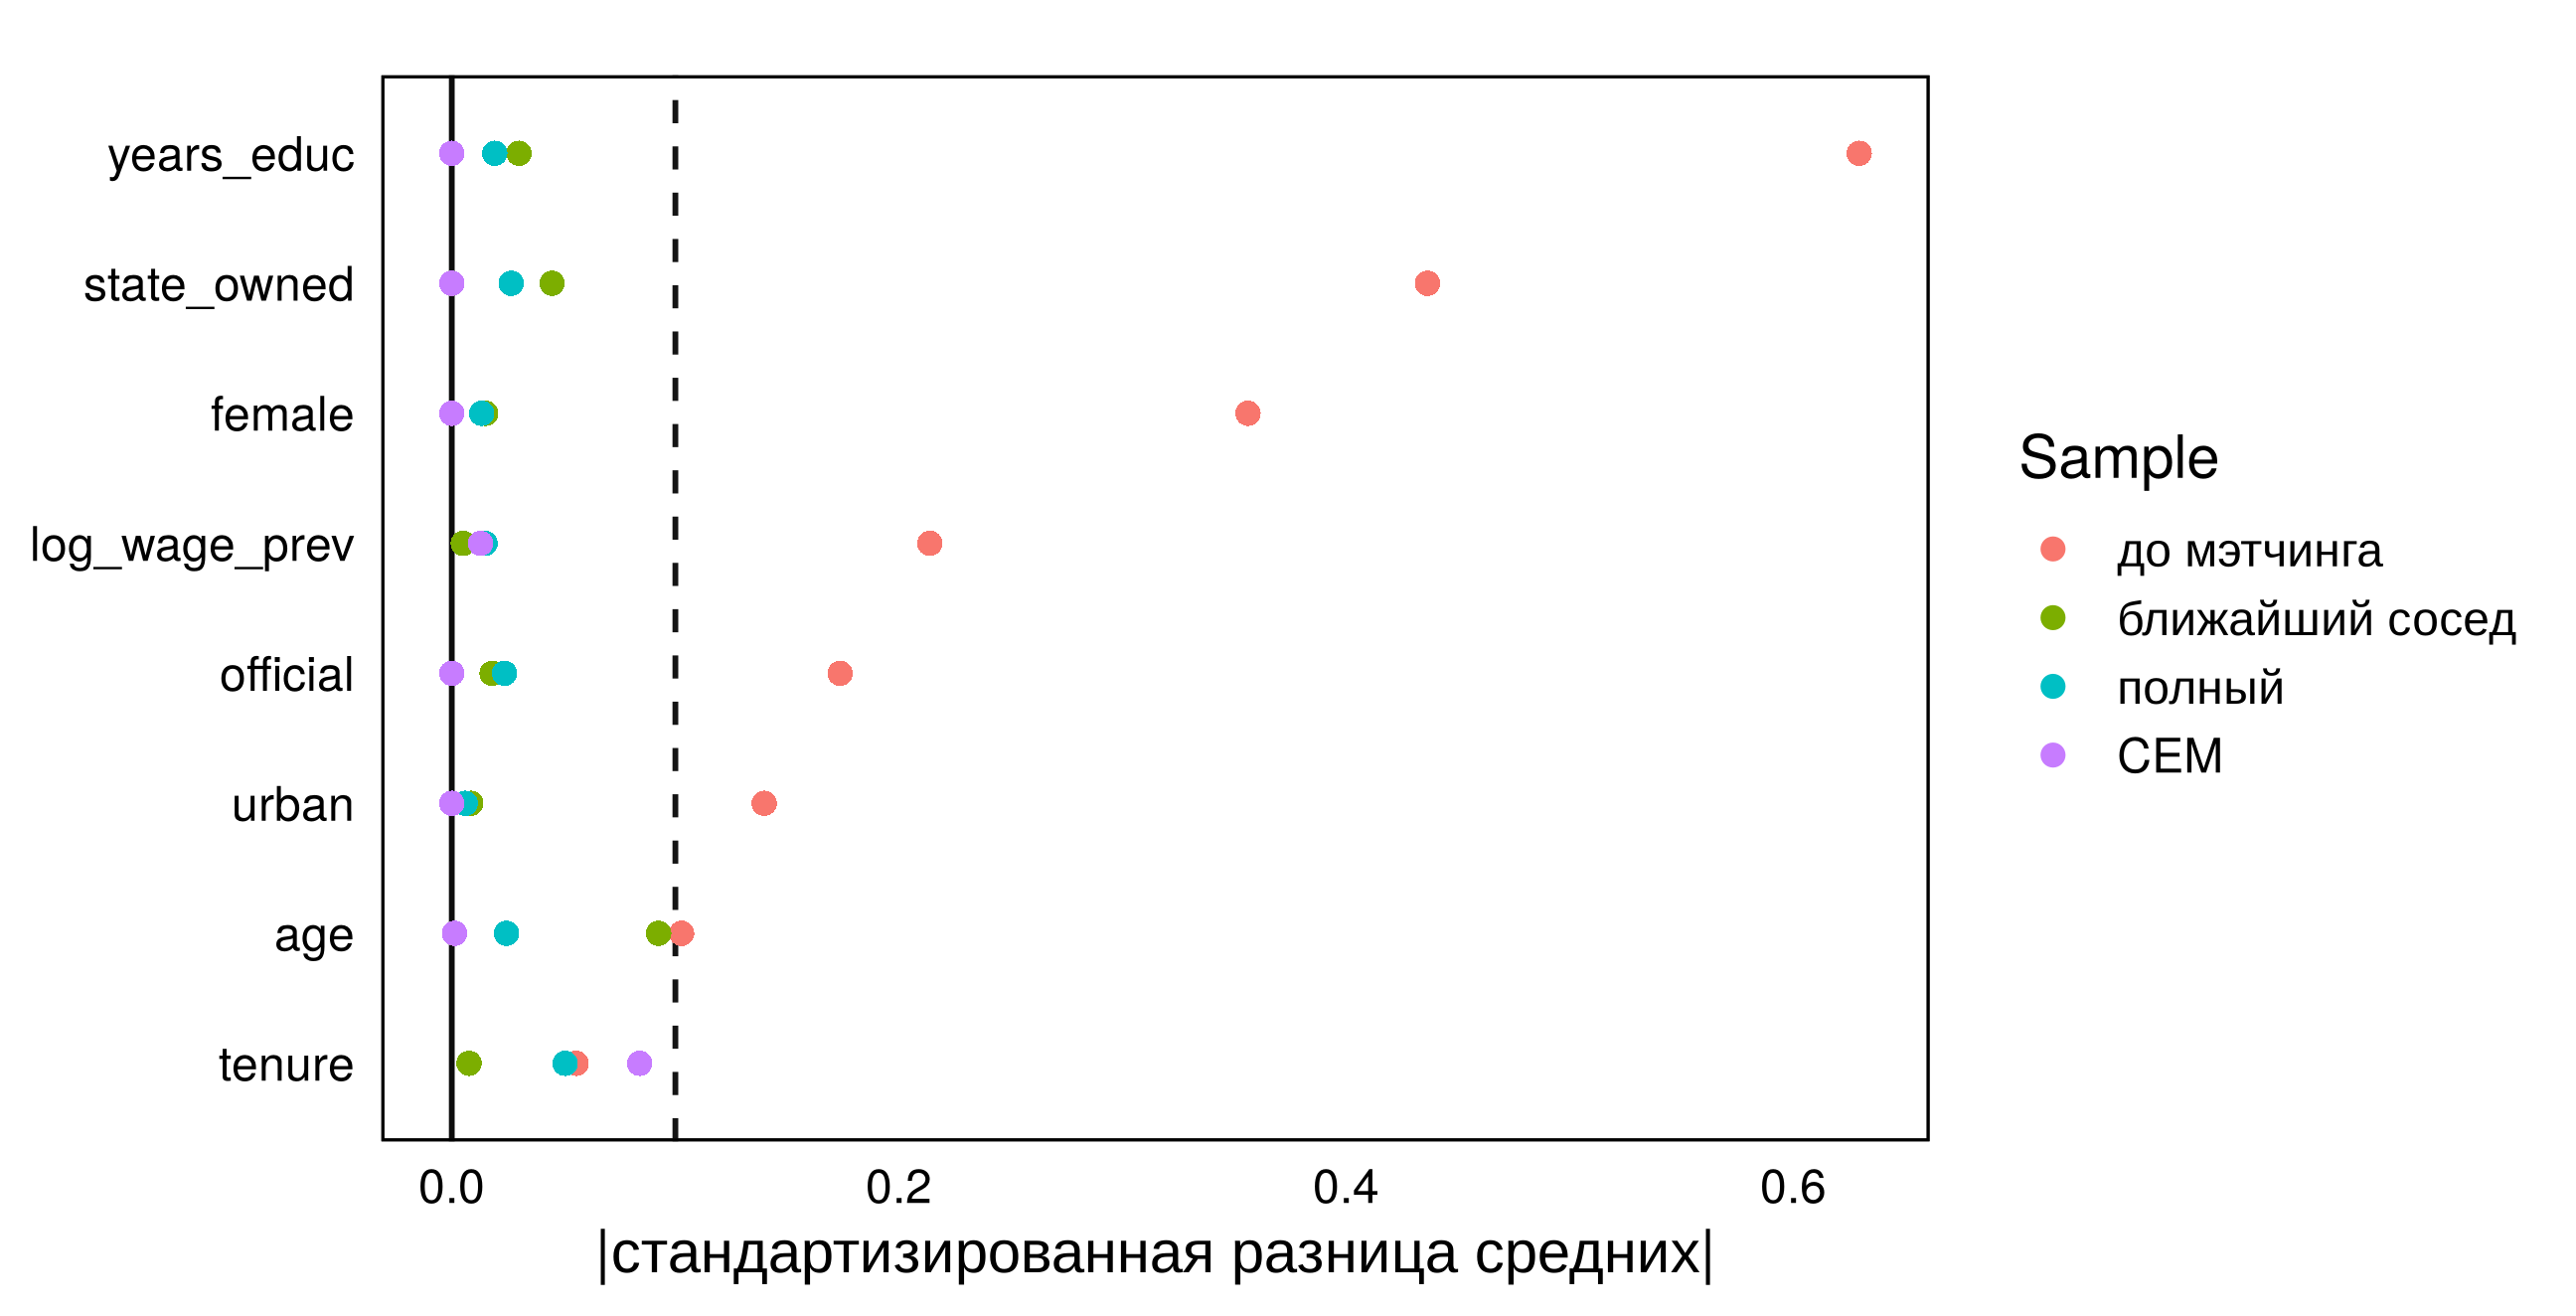 years_educ
state_owned
female
log_wage_prev
official
urban
age
tenure
0.0 0.2 0.4 0.6
|стандартизированная разница средних|
Sample
до мэтчинга
ближайший сосед
полный
CEM